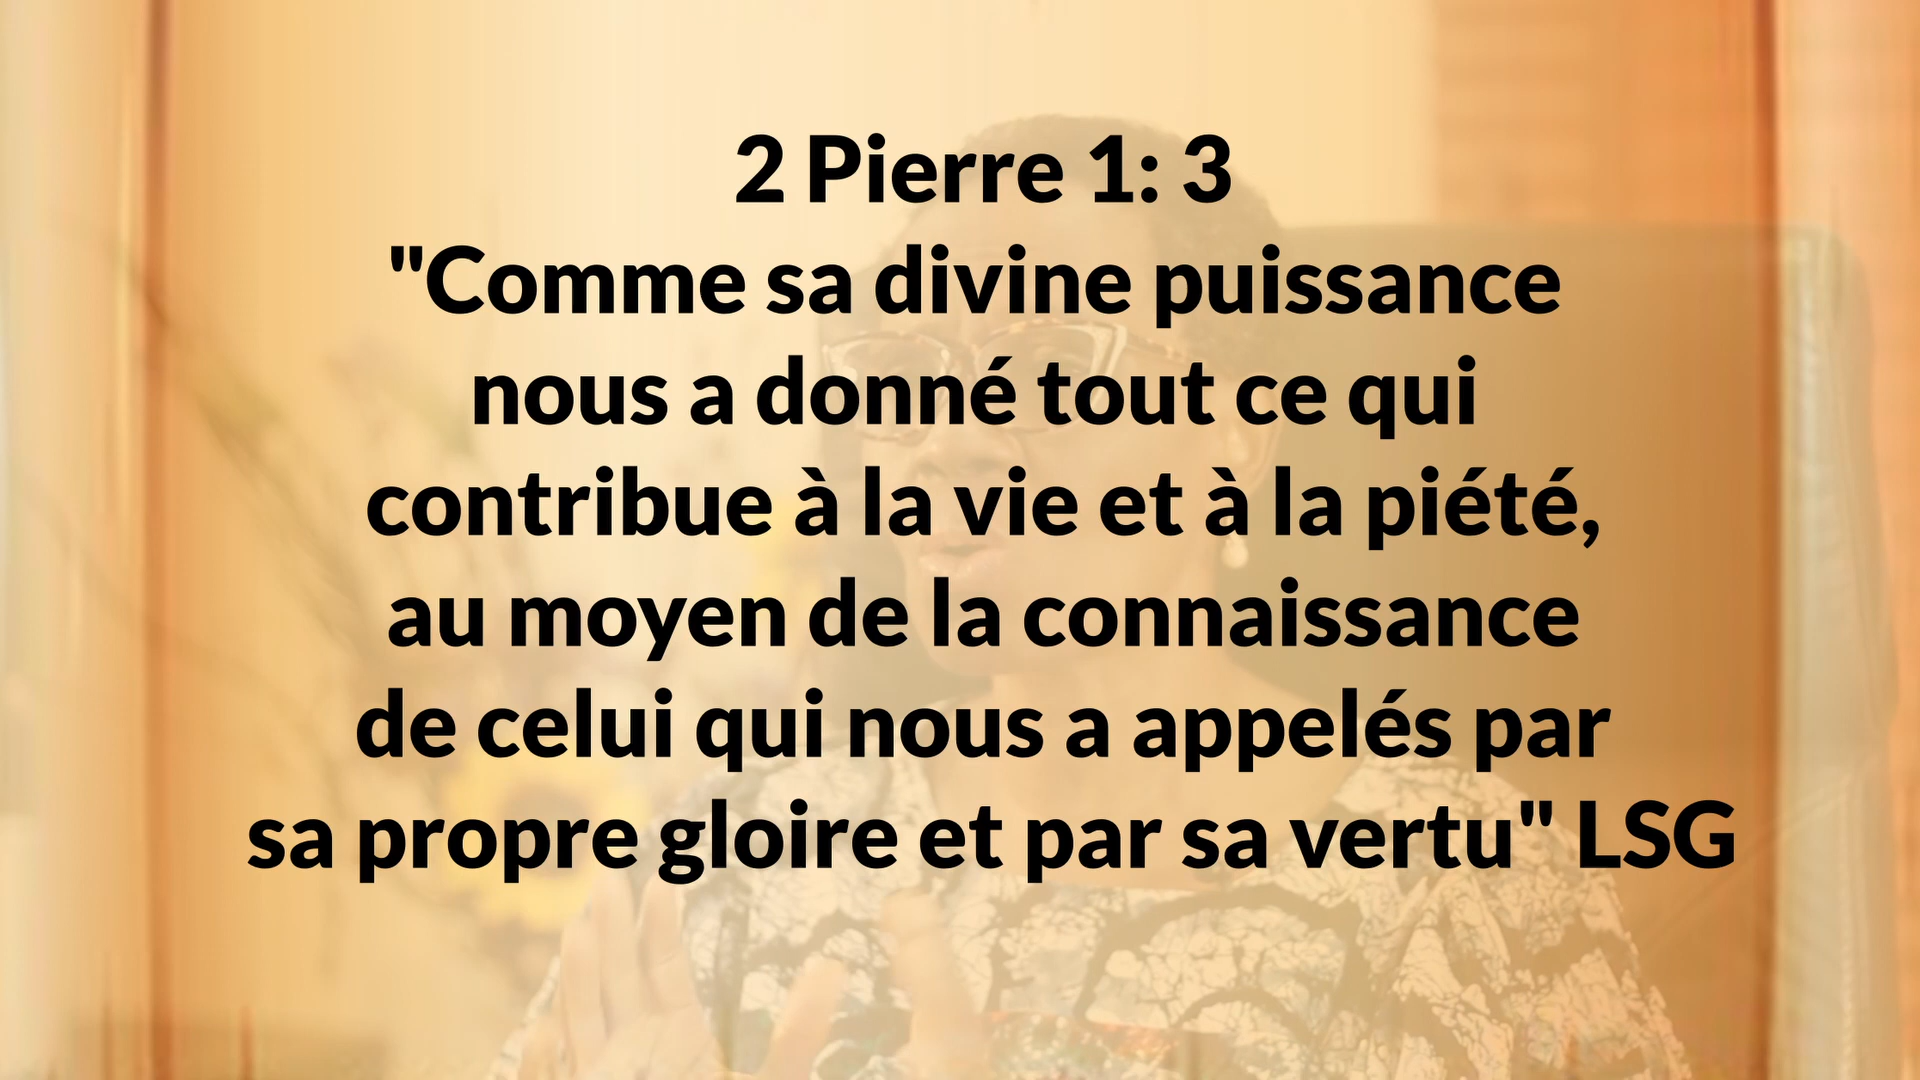 2 Pierre 1: 3
"Comme sa divine puissance
nous a donné tout ce qui
contribue à la vie et à la piété,
au moyen de la connaissance
de celui qui nous a appelés par
sa propre gloire et par sa vertu" LSG